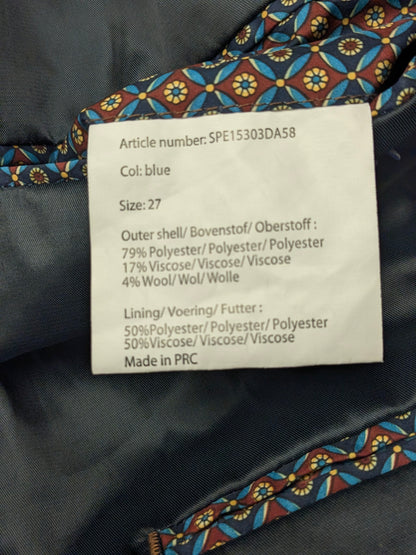 Article number: SPE15303DA58
Col: blue
Size: 27
Outer shell/ Bovenstof/ Oberstoff :
79% Polyester/ Polyester/ Polyester
17% Viscose/ Viscose/ Viscose
4% Wool/ Wol/ Wolle
Lining/ Voering/ Futter :
50%Polyester/ Polyester/ Polyester
50%Viscose/ Viscose/ Viscose
Made in PRC